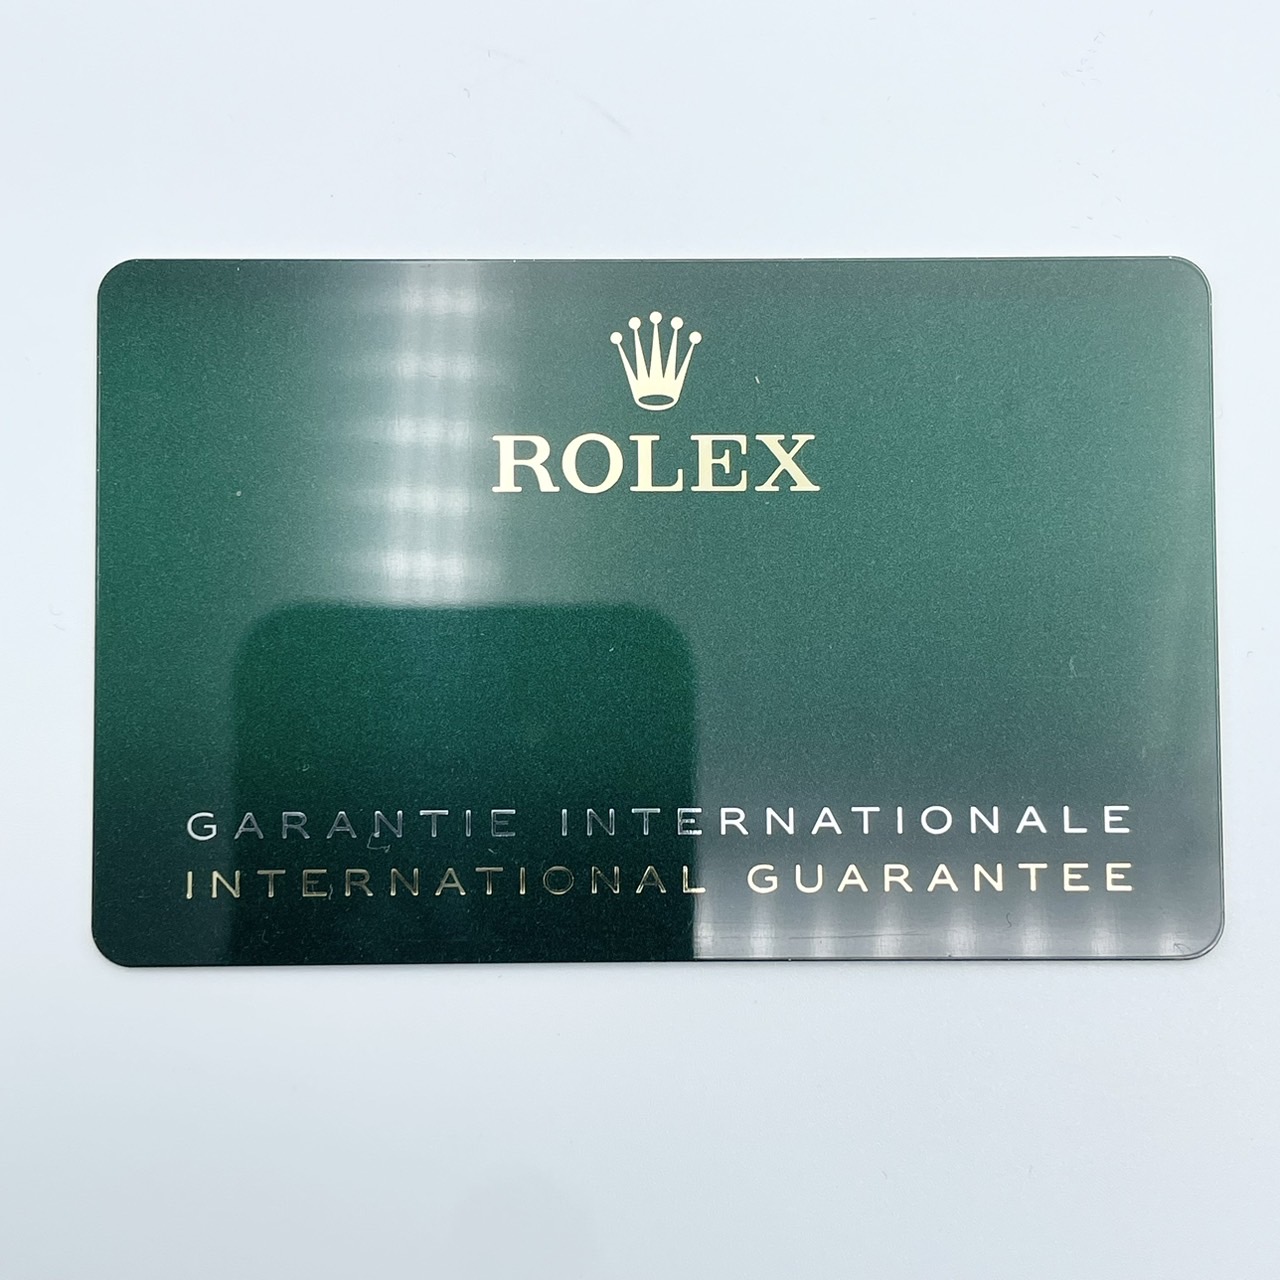 ROLEX
GARANTIE INTERNATIONALE
INTERNATIONAL GUARANTEE